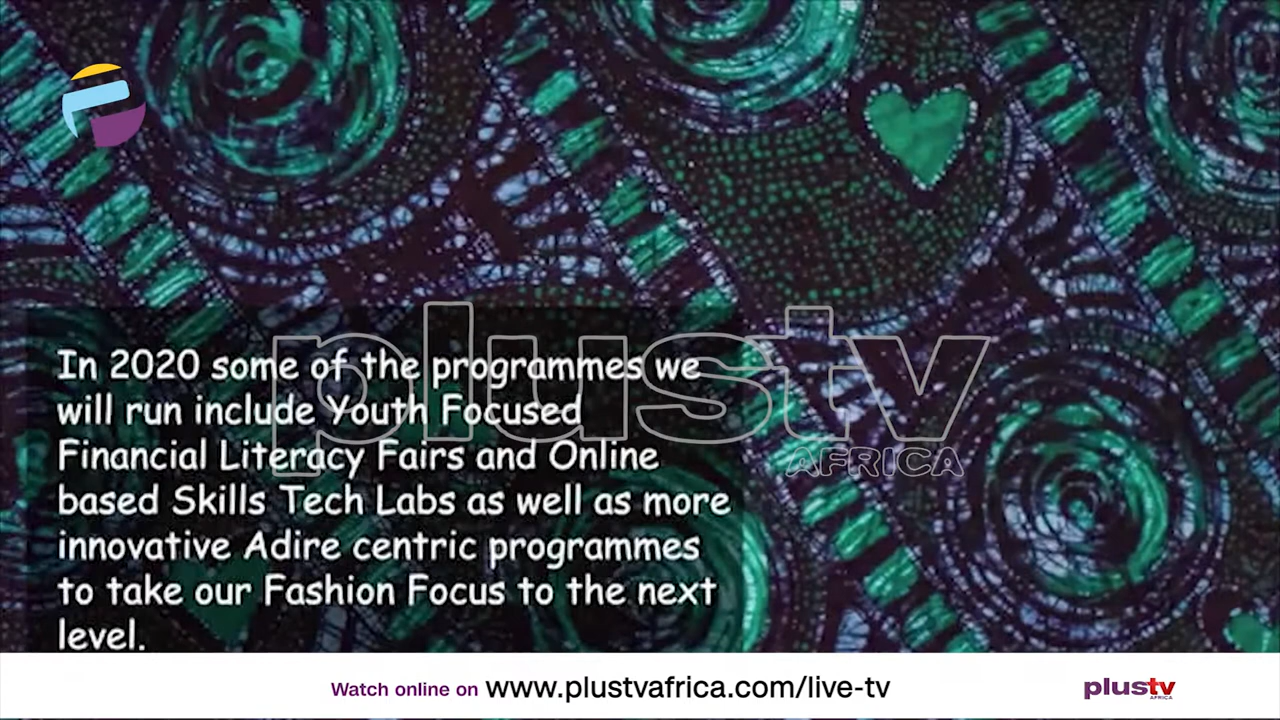 In 2020 some of the programmes we
will run include Youth Focused
Financial Literacy Fairs and Online
based Skills Tech Labs as well as more
innovative Adire centric programmes
to take our Fashion Focus to the next
level.
plustv
AFRICA
Watch online on www.plustvafrica.com/live-tv
plustv
AFRICA